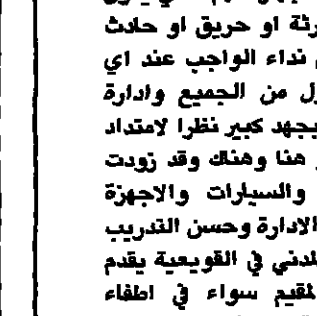 رثة او حريق او حادث
نداء الواجب عند اي
ل من الجميع وادارة
بجهد كبير نظرا لامتداد
هنا وهناك وقد زودت
والسيارات والاجهزة
الادارة وحسن التدريب
لدني في القويعية يقدم
لمقيم سواء في اطفاء